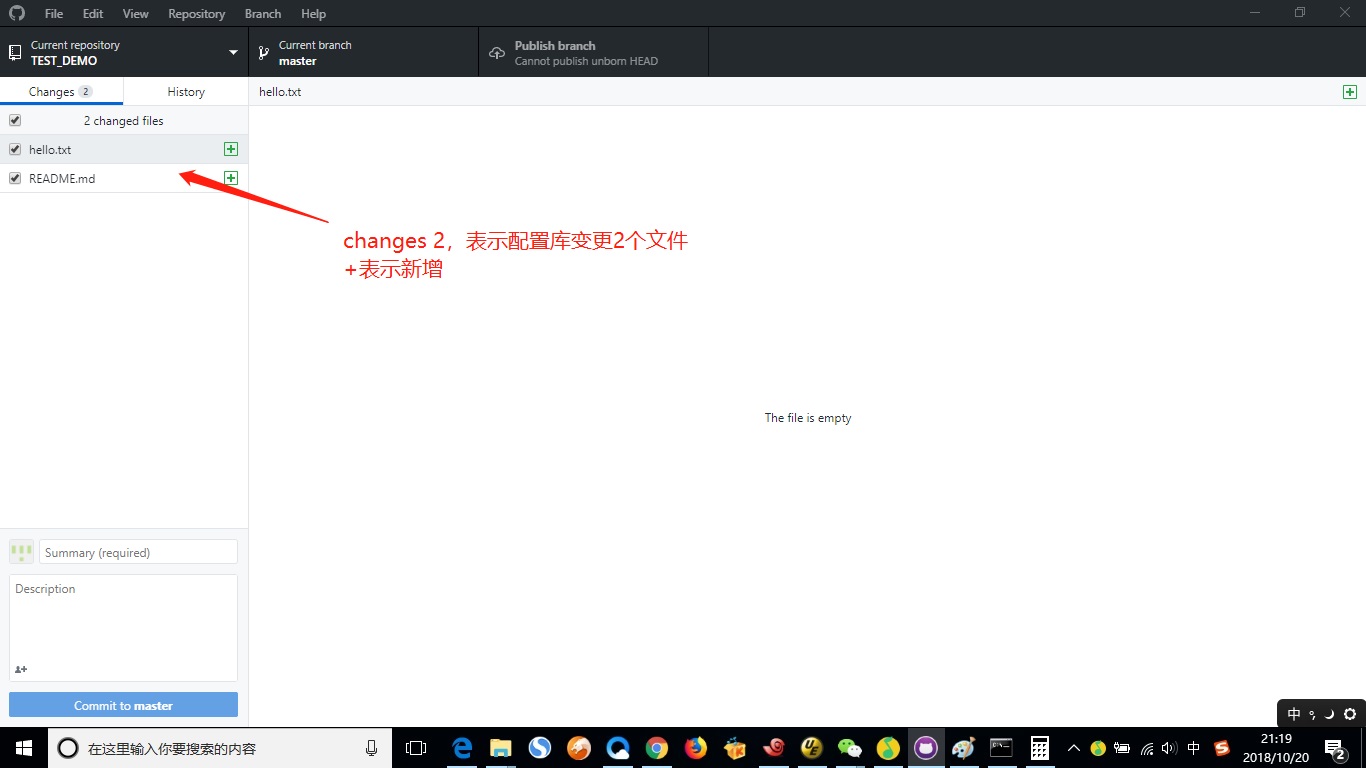 File Edit View Repository Branch Help
Current repository
TEST_DEMO
Current branch
master
Publish branch
Cannot publish unborn HEAD
Changes 2
History
hello.txt
2 changed files
hello.txt
README.md
changes 2，表示配置库变更2个文件
+表示新增
The file is empty
Summary (required)
Description
Commit to master
中
在这里输入你要搜索的内容
UE
中
21:19
2018/10/20
2